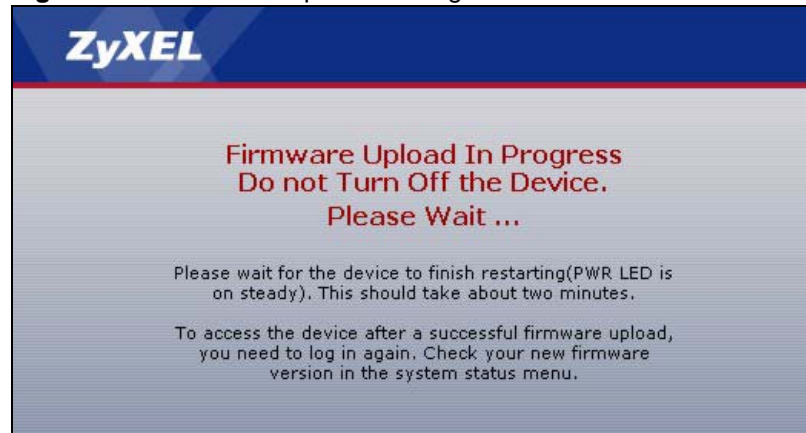 ZyXEL
Firmware Upload In Progress
Do not Turn Off the Device.
Please Wait ...
Please wait for the device to finish restarting(PWR LED is
on steady). This should take about two minutes.
To access the device after a successful firmware upload,
you need to log in again. Check your new firmware
version in the system status menu.